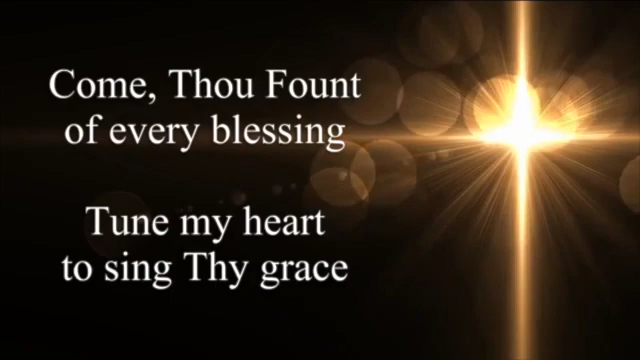 Come, Thou Fount
of every blessing
Tune my heart
to sing Thy grace